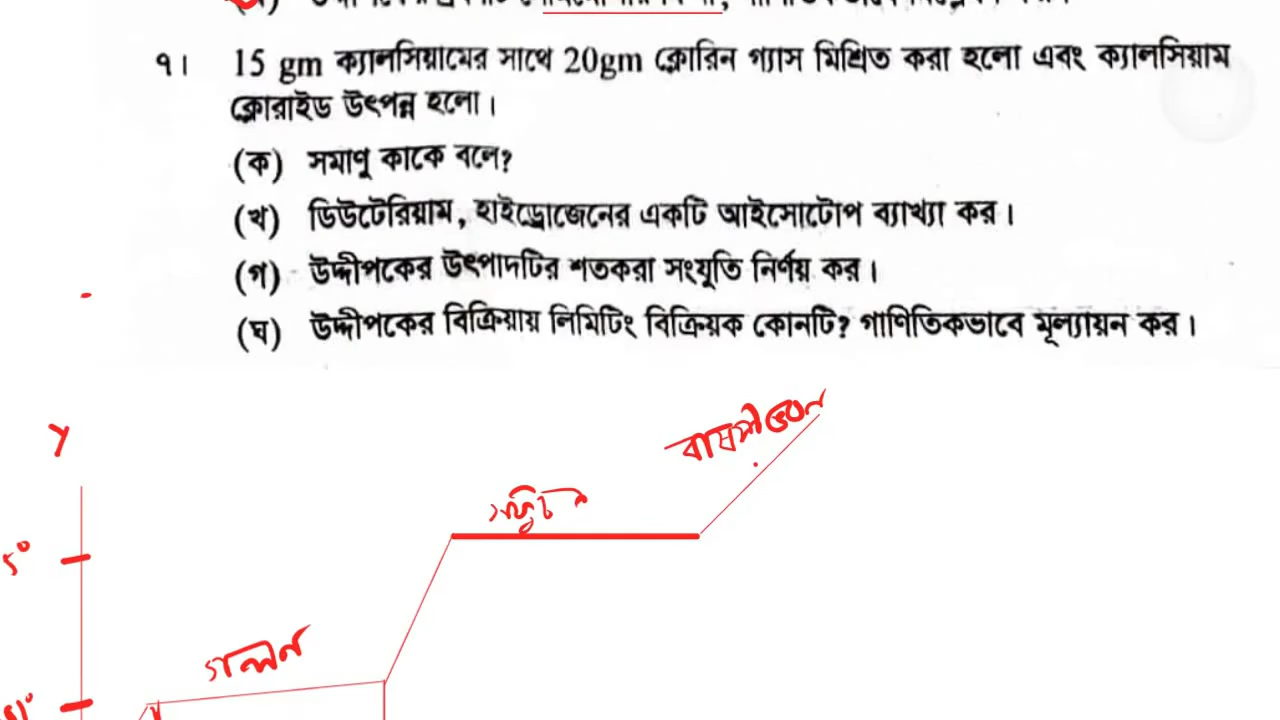 ৭। 15 gm ক্যালসিয়ামের সাথে 20gm ক্লোরিন গ্যাস মিশ্রিত করা হলো এবং ক্যালসিয়াম
ক্লোরাইড উৎপন্ন হলো।
(ক) সমাণু কাকে বলে?
(খ) ডিউটেরিয়াম, হাইড্রোজেনের একটি আইসোটোপ ব্যাখ্যা কর।
(গ) উদ্দীপকের উৎপাদটির শতকরা সংযুতি নির্ণয় কর।
(ঘ) উদ্দীপকের বিক্রিয়ায় লিমিটিং বিক্রিয়ক কোনটি? গাণিতিকভাবে মূল্যায়ন কর।
y
গলন